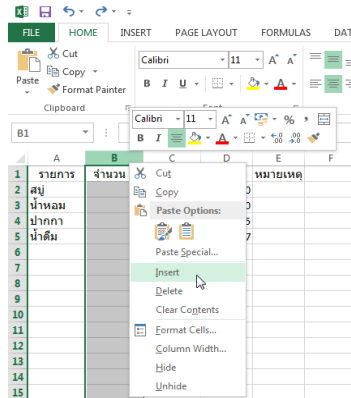 FILE HOME INSERT PAGE LAYOUT FORMULAS DAT
Cut
Copy
Format Painter
Paste
Clipboard
Calibri 11 A A
B I U A
Calibri 11 A A % ,
B I A
B1
A B C D E F
1 รายการ จำนวน หมายเหตุ
2 สบู่ 0
3 น้ำหอม 0
4 ปากกา 5
5 น้ำดื่ม 7
6
7
8
9
10
11
12
13
14
15
Cut
Copy
Paste Options:
Paste Special...
Insert
Delete
Clear Contents
Format Cells...
Column Width...
Hide
Unhide